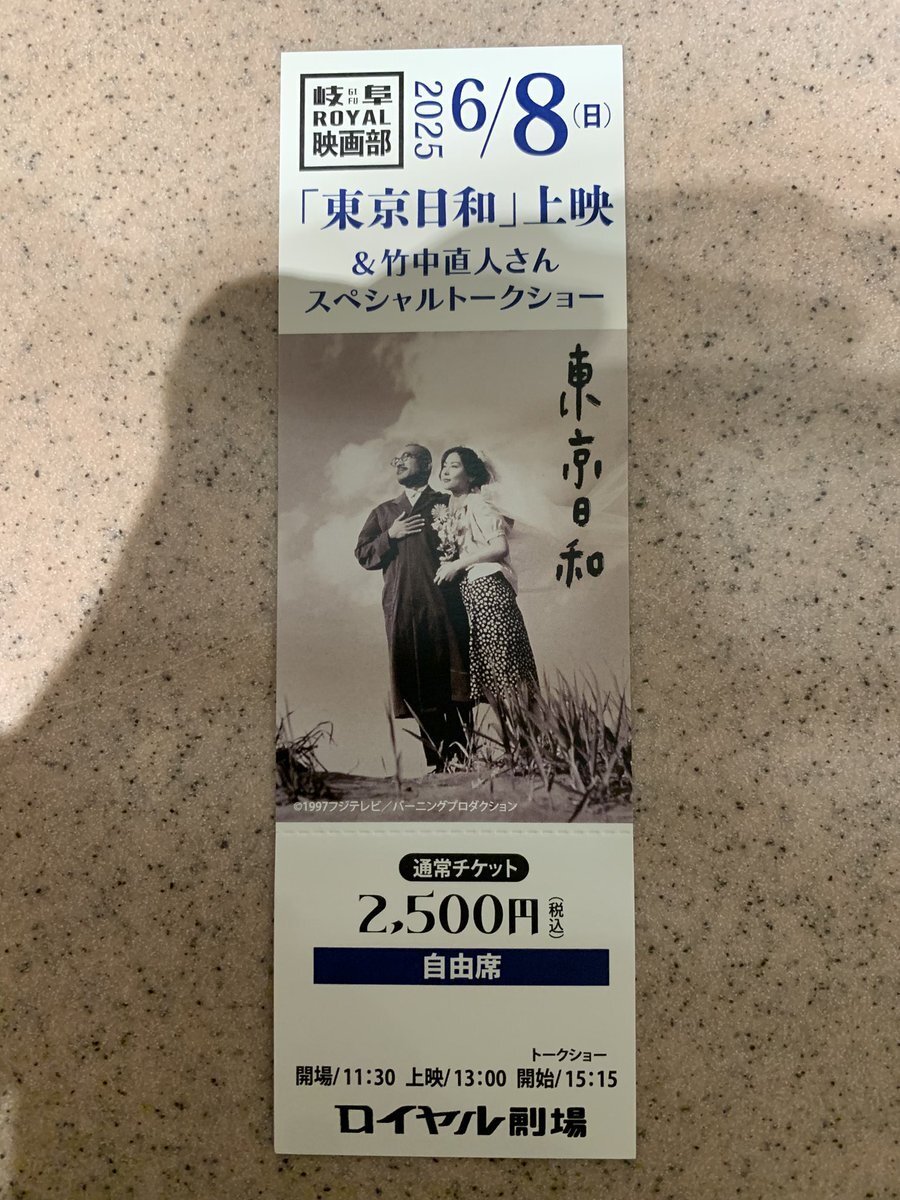 岐GIFU阜
ROYAL
映画部
2025
6/8(日)
「東京日和」上映
&竹中直人さん
スペシャルトークショー
東京日和
©1997フジテレビ/バーニングプロダクション
通常チケット
2,500円(税込)
自由席
トークショー
開場/11:30 上映/13:00 開始/15:15
ロイヤル劇場